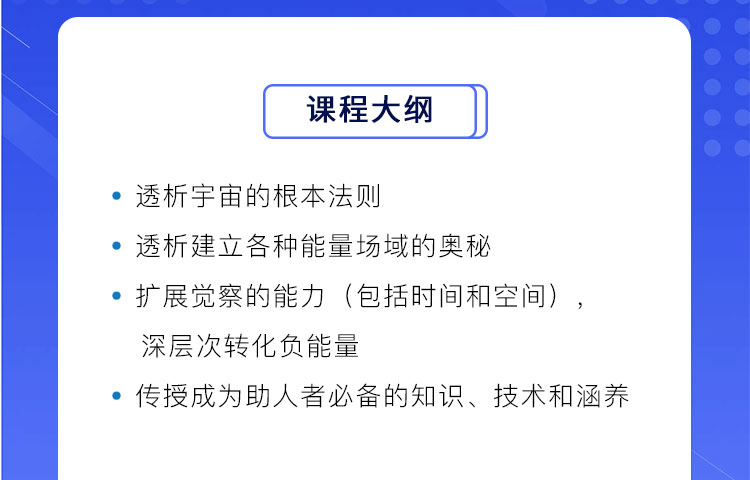 课程大纲
• 透析宇宙的根本法则
• 透析建立各种能量场域的奥秘
• 扩展觉察的能力（包括时间和空间），
深层次转化负能量
• 传授成为助人者必备的知识、技术和涵养